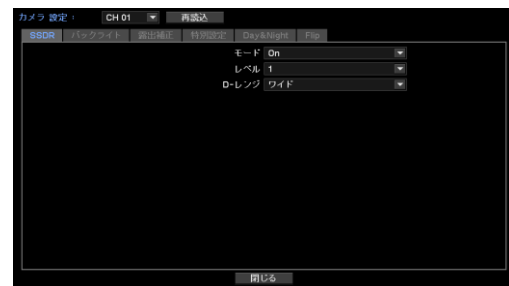 カメラ 設定 : CH 01 再読込
SSDR バックライト 露出補正 特別設定 Day&Night Flip
モード On
レベル 1
D-レンジ ワイド
閉じる